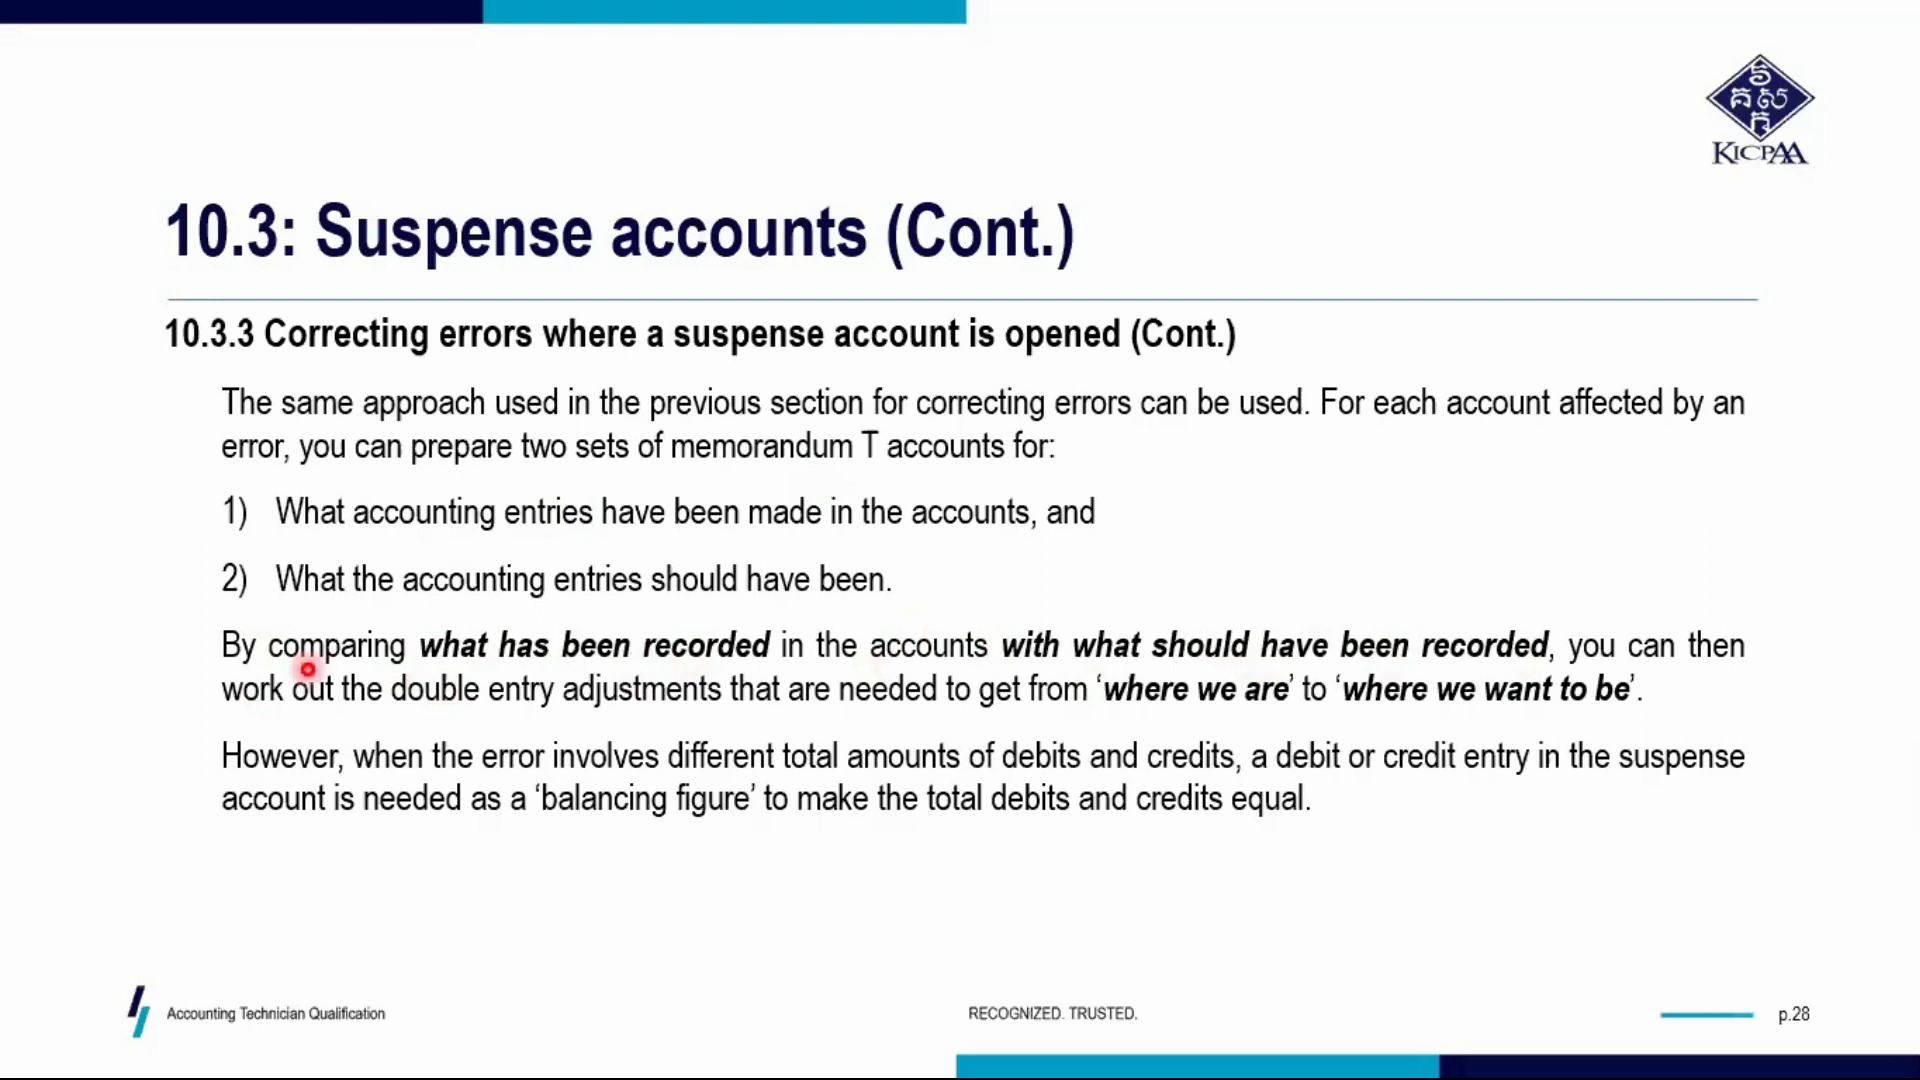 វិ
គ ស
ក
KICPAA
10.3: Suspense accounts (Cont.)
10.3.3 Correcting errors where a suspense account is opened (Cont.)
The same approach used in the previous section for correcting errors can be used. For each account affected by an
error, you can prepare two sets of memorandum T accounts for:
1) What accounting entries have been made in the accounts, and
2) What the accounting entries should have been.
By comparing what has been recorded in the accounts with what should have been recorded, you can then
work out the double entry adjustments that are needed to get from ‘where we are’ to ‘where we want to be’.
However, when the error involves different total amounts of debits and credits, a debit or credit entry in the suspense
account is needed as a ‘balancing figure’ to make the total debits and credits equal.
Accounting Technician Qualification
RECOGNIZED. TRUSTED.
p.28